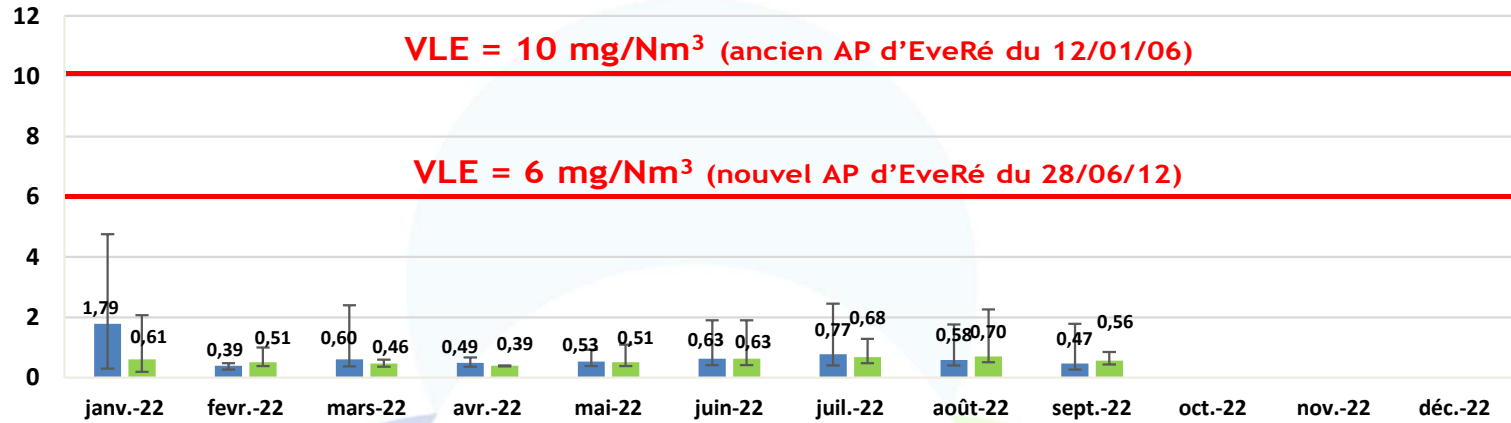 12
VLE = 10 mg/Nm³ (ancien AP d'EveRé du 12/01/06)
10
8
VLE = 6 mg/Nm³ (nouvel AP d'EveRé du 28/06/12)
6
4
2
1,79 0,61 0,39 0,51 0,60 0,46 0,49 0,39 0,53 0,51 0,63 0,63 0,77 0,68 0,58 0,70 0,47 0,56
0
janv.-22 fevr.-22 mars-22 avr.-22 mai-22 juin-22 juil.-22 août-22 sept.-22 oct.-22 nov.-22 déc.-22